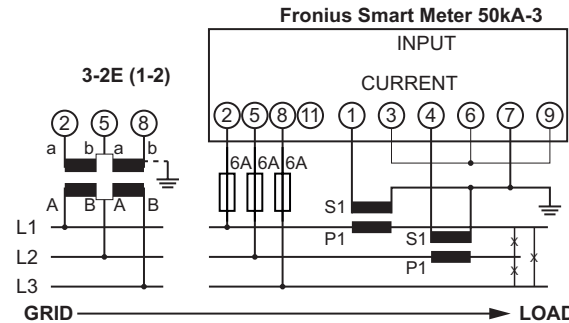 Fronius Smart Meter 50kA-3
INPUT
CURRENT
3-2E (1-2)
2 5 8
2 5 8 11 1 3 4 6 7 9
a b a b
6A 6A 6A
A B A B
S1
L1
P1
S1
L2
P1
L3
x
x
x
GRID
LOAD